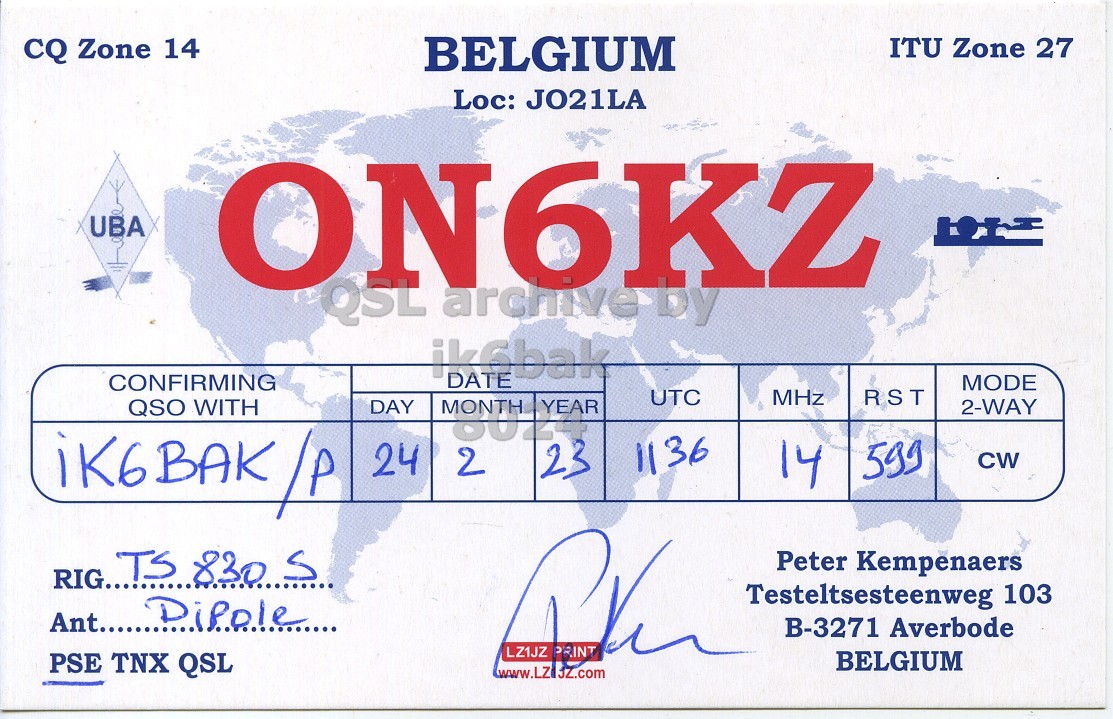 CQ Zone 14
BELGIUM
ITU Zone 27
Loc: JO21LA
UBA
ON6KZ
QSL archive by
ik6bak
8024
CONFIRMING QSO WITH
DATE
DAY MONTH YEAR
UTC
MHz
RST
MODE 2-WAY
iK6BAK/P 24 2 23 1136 14 599 CW
RIG..TS 830 S..
Ant..Dipole..
PSE TNX QSL
LZ1JZ PRINT
www.LZ1JZ.com
Peter Kempenaers
Testeltsesteenweg 103
B-3271 Averbode
BELGIUM